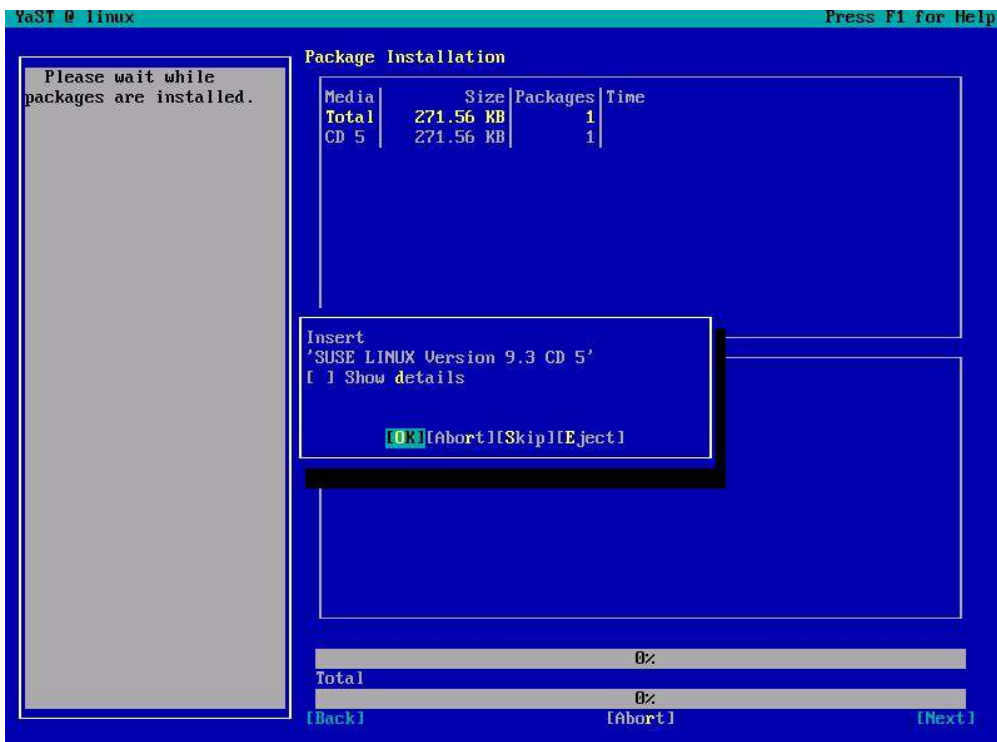 YaST @ linux Press F1 for Help
Please wait while
packages are installed.
Package Installation
Media Size Packages Time
Total 271.56 KB 1
CD 5 271.56 KB 1
Insert
'SUSE LINUX Version 9.3 CD 5'
[ ] Show details
[OK][Abort][Skip][Eject]
0%
Total
0%
[Back] [Abort] [Next]